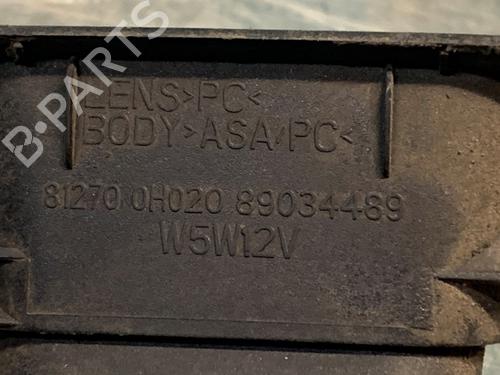 B-PARTS
LENS>PC<
BODY>ASA/PC<
81270 0H020 89034489
W5W12V